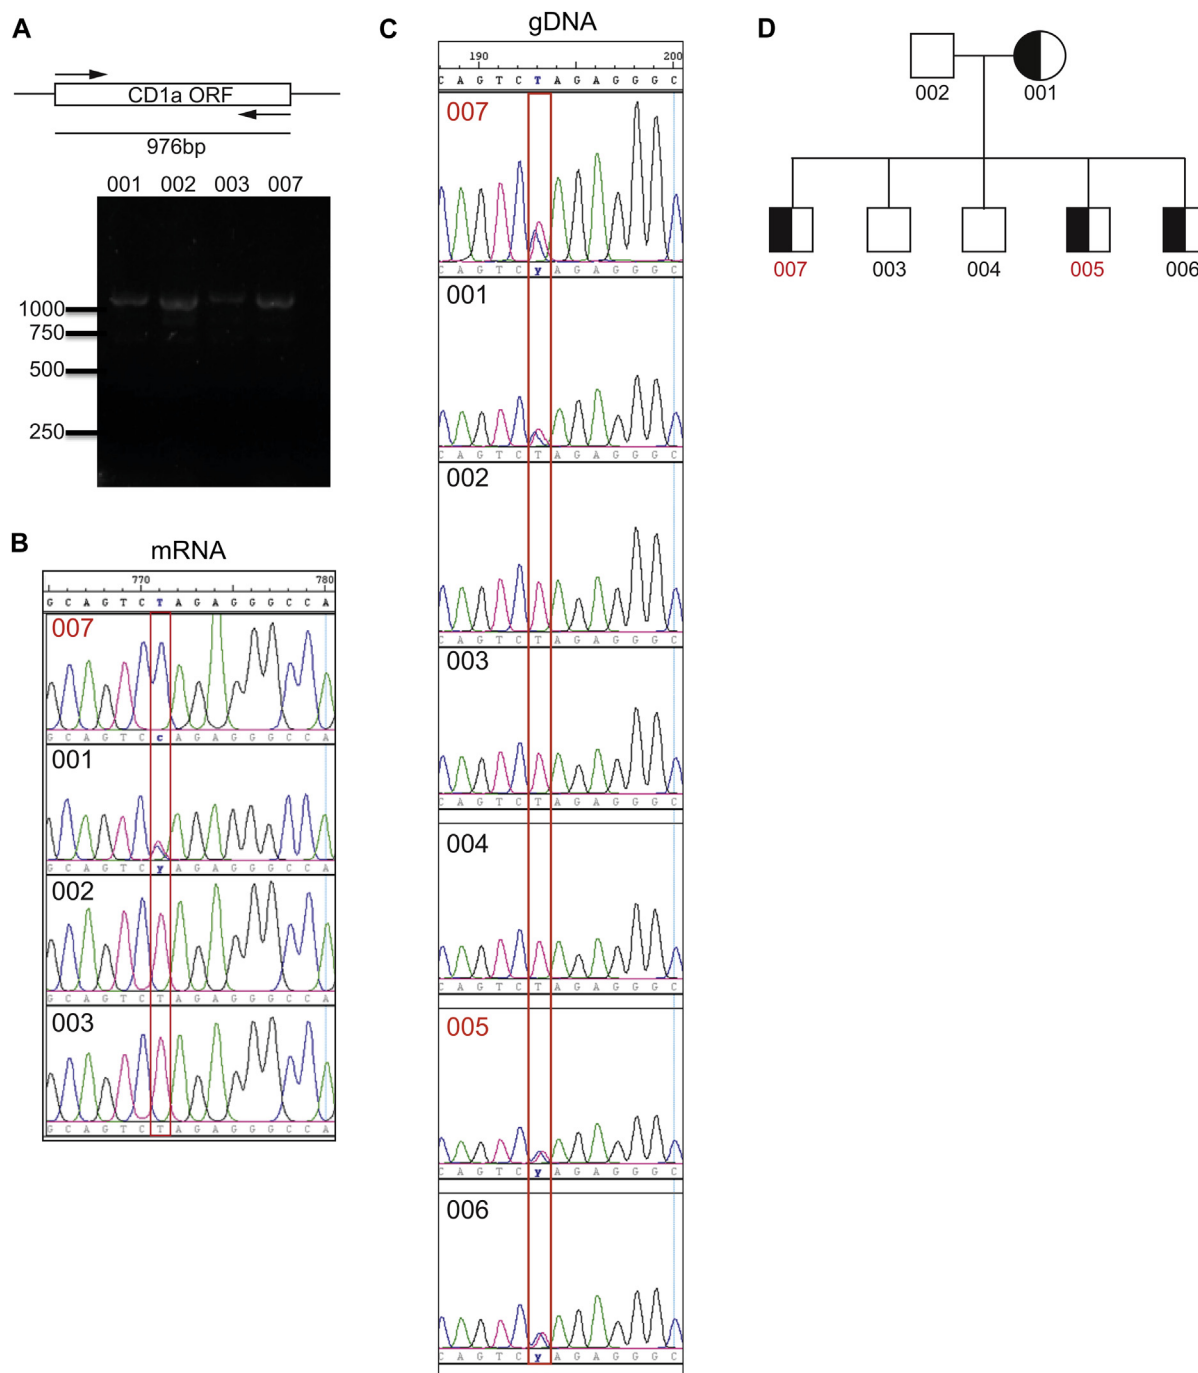 A
CD1a ORF
976bp
001 002 003 007
1000
750
500
250
B
mRNA
770 780
G C A G T C T A G A G G G C C A
007
G C A G T C c A G A G G G C C A
001
G C A G T C y A G A G G G C C A
002
G C A G T C T A G A G G G C C A
003
G C A G T C T A G A G G G C C A
C
gDNA
190 200
C A G T C T A G A G G G C
007
C A G T C y A G A G G G C
001
C A G T C T A G A G G G C
002
C A G T C T A G A G G G C
003
C A G T C T A G A G G G C
004
C A G T C T A G A G G G C
005
C A G T C y A G A G G G C
006
C A G T C y A G A G G G C
D
002 001
007 003 004 005 006